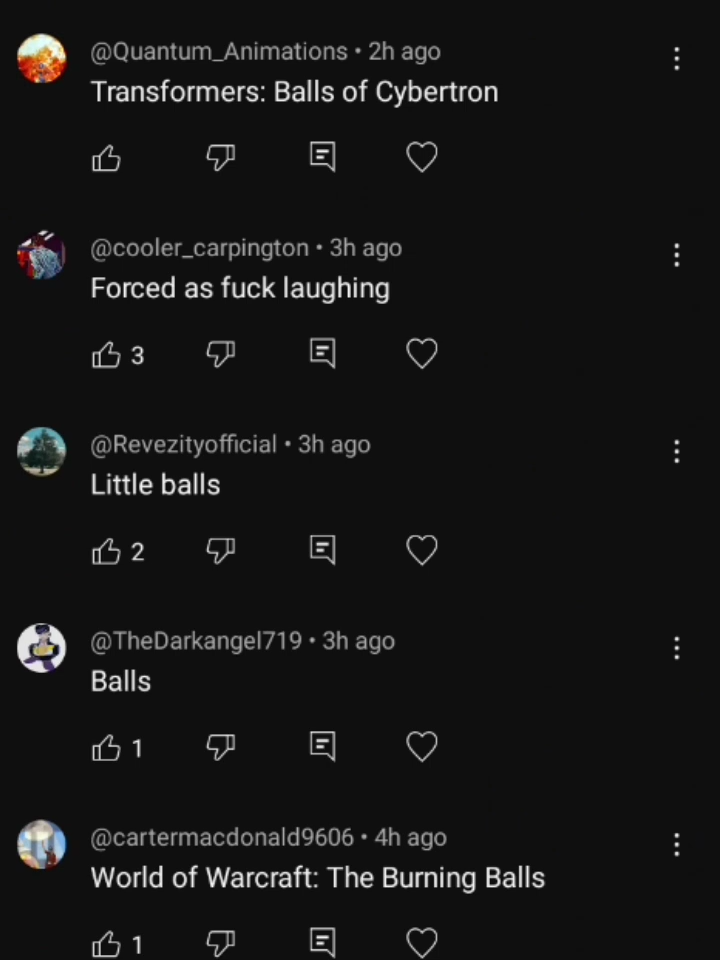 @Quantum_Animations • 2h ago
Transformers: Balls of Cybertron
@cooler_carpington • 3h ago
Forced as fuck laughing
3
@Revezityofficial • 3h ago
Little balls
2
@TheDarkangel719 • 3h ago
Balls
1
@cartermacdonald9606 • 4h ago
World of Warcraft: The Burning Balls
1